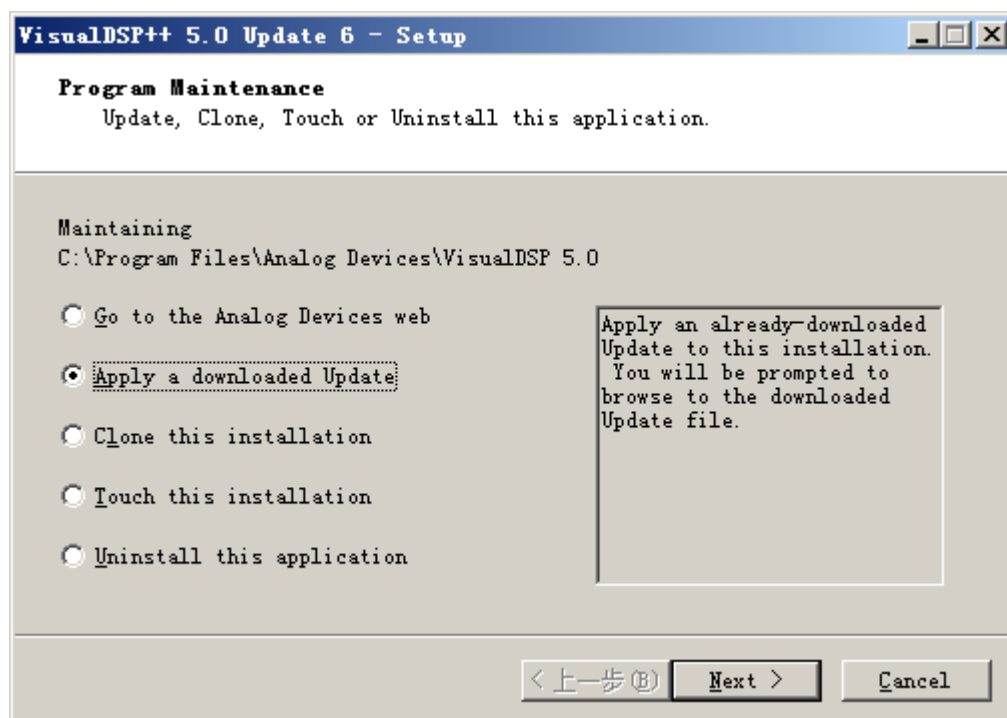 VisualDSP++ 5.0 Update 6 - Setup
Program Maintenance
Update, Clone, Touch or Uninstall this application.
Maintaining
C:\Program Files\Analog Devices\VisualDSP 5.0
Go to the Analog Devices web
Apply a downloaded Update
Clone this installation
Touch this installation
Uninstall this application
Apply an already-downloaded
Update to this installation.
You will be prompted to
browse to the downloaded
Update file.
< 上一步(B)
Next >
Cancel